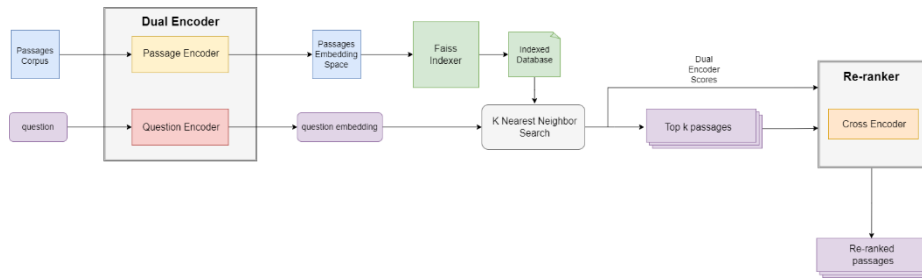 Dual Encoder
Passages
Corpus
Passage Encoder
Passages
Embedding
Space
Faiss
Indexer
Indexed
Database
Dual
Encoder
Scores
Re-ranker
question
Question Encoder
question embedding
K Nearest Neighbor
Search
Top k passages
Cross Encoder
Re-ranked
passages